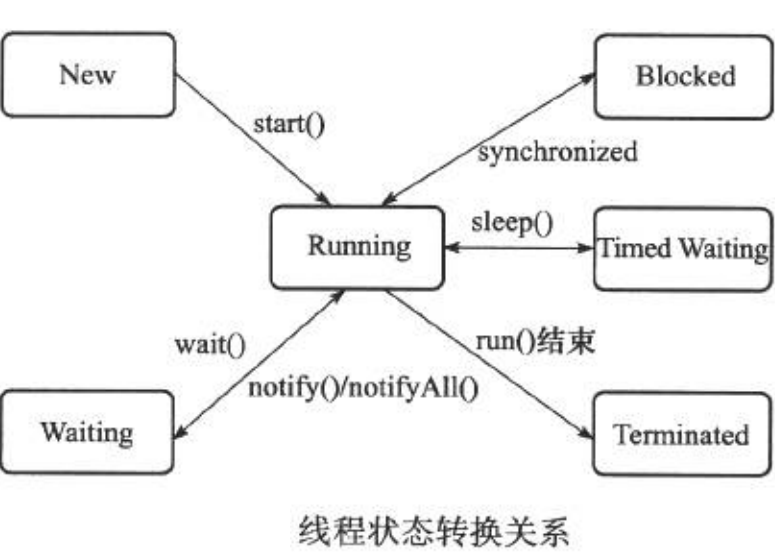 New
Blocked
start()
synchronized
Running
sleep()
Timed Waiting
wait()
run()结束
notify()/notifyAll()
Waiting
Terminated
线程状态转换关系